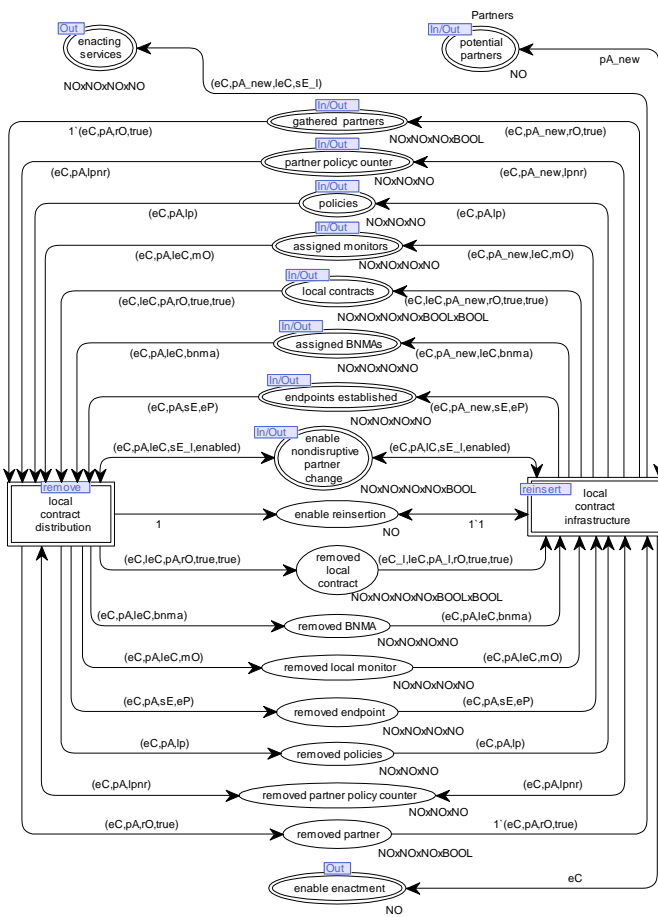 Partners
Out
enacting
services
NOxNOxNOxNO
In/Out
potential
partners
NO
pA_new
(eC,pA_new,leC,sE_I)
In/Out
gathered partners
1`(eC,pA,rO,true)
(eC,pA_new,rO,true)
NOxNOxNOxBOOL
In/Out
partner policyc ounter
(eC,pA,lpnr)
(eC,pA_new,lpnr)
NOxNOxNO
In/Out
policies
(eC,pA,lp)
(eC,pA,lp)
NOxNOxNO
In/Out
assigned monitors
(eC,pA,leC,mO)
(eC,pA_new,leC,mO)
NOxNOxNOxNO
In/Out
local contracts
(eC,leC,pA,rO,true,true)
(eC,leC,pA_new,rO,true,true)
NOxNOxNOxNOxBOOLxBOOL
In/Out
assigned BNMAs
(eC,pA,leC,bnma)
(eC,pA_new,leC,bnma)
NOxNOxNOxNO
In/Out
endpoints established
(eC,pA,sE,eP)
(eC,pA_new,sE,eP)
NOxNOxNOxNO
In/Out
enable
nondisruptive
partner
change
(eC,pA,leC,sE_I,enabled)
(eC,pA,lC,sE_I,enabled)
NOxNOxNOxNOxBOOL
remove
local
contract
distribution
reinsert
local
contract
infrastructure
enable reinsertion
1
1`1
NO
removed
local
contract
(eC,leC,pA,rO,true,true)
(eC_I,leC,pA_I,rO,true,true)
NOxNOxNOxNOxBOOLxBOOL
removed BNMA
(eC,pA,leC,bnma)
(eC,pA,leC,bnma)
NOxNOxNOxNO
removed local monitor
(eC,pA,leC,mO)
(eC,pA,leC,mO)
NOxNOxNOxNO
removed endpoint
(eC,pA,sE,eP)
(eC,pA,sE,eP)
NOxNOxNOxNO
removed policies
(eC,pA,lp)
(eC,pA,lp)
NOxNOxNO
removed partner policy counter
(eC,pA,lpnr)
(eC,pA,lpnr)
NOxNOxNO
removed partner
(eC,pA,rO,true)
1`(eC,pA,rO,true)
NOxNOxNOxBOOL
Out
enable enactment
eC
NO